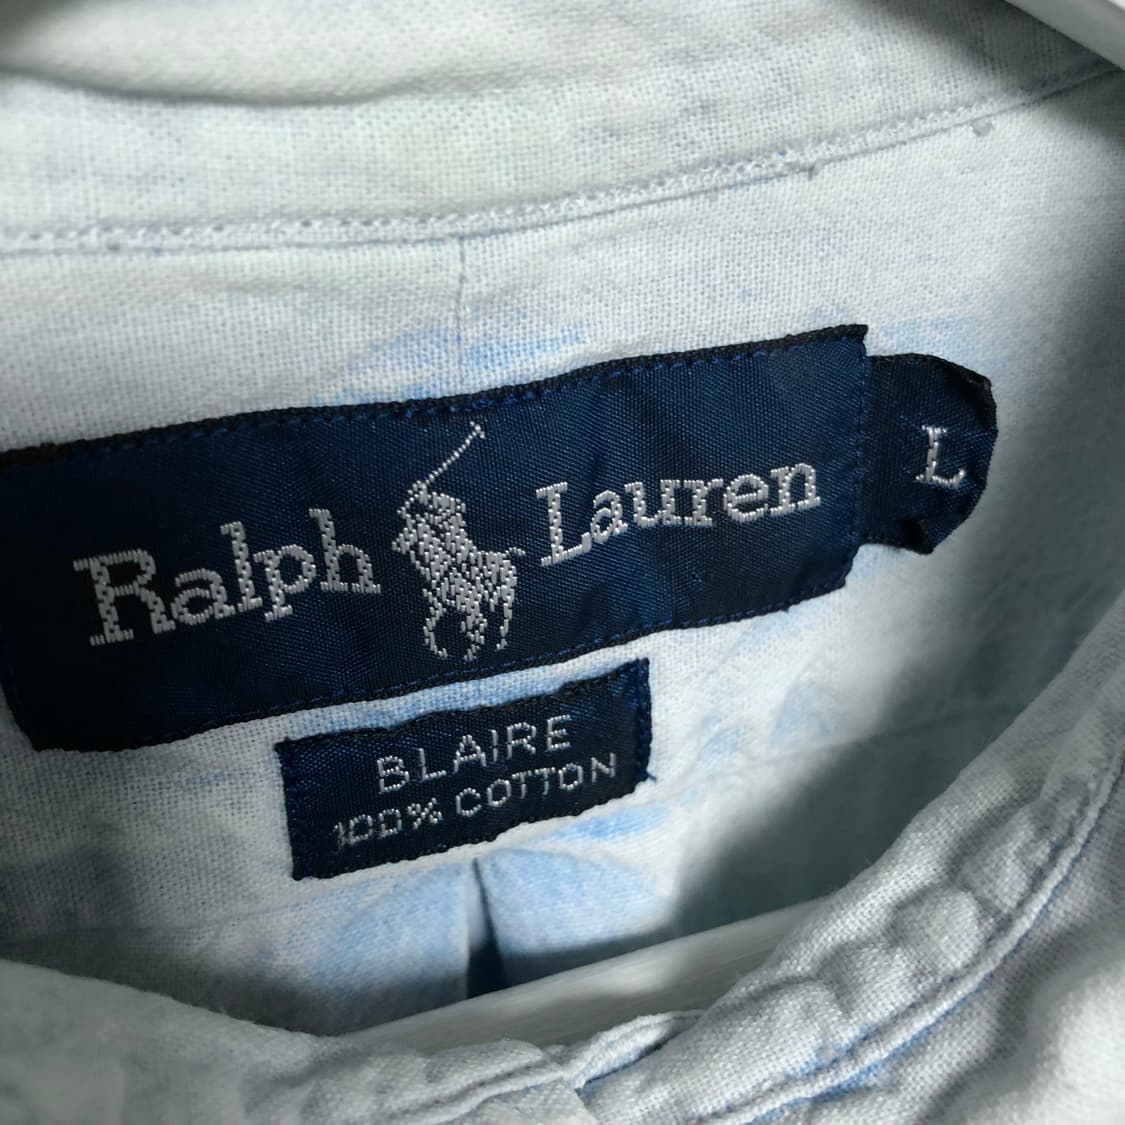 Ralph Lauren
L
BLAIRE
100% COTTON